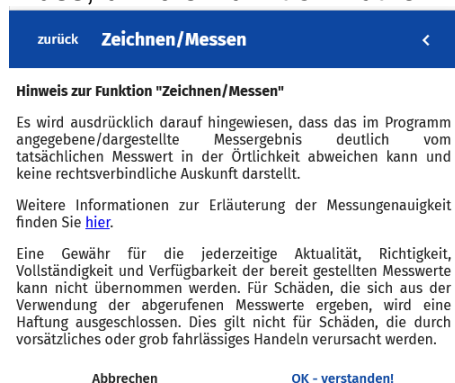 zurück Zeichnen/Messen
Hinweis zur Funktion "Zeichnen/Messen"
Es wird ausdrücklich darauf hingewiesen, dass das im Programm
angegebene/dargestellte Messergebnis deutlich vom
tatsächlichen Messwert in der Örtlichkeit abweichen kann und
keine rechtsverbindliche Auskunft darstellt.
Weitere Informationen zur Erläuterung der Messungenauigkeit
finden Sie hier.
Eine Gewähr für die jederzeitige Aktualität, Richtigkeit,
Vollständigkeit und Verfügbarkeit der bereit gestellten Messwerte
kann nicht übernommen werden. Für Schäden, die sich aus der
Verwendung der abgerufenen Messwerte ergeben, wird eine
Haftung ausgeschlossen. Dies gilt nicht für Schäden, die durch
vorsätzliches oder grob fahrlässiges Handeln verursacht werden.
Abbrechen OK - verstanden!